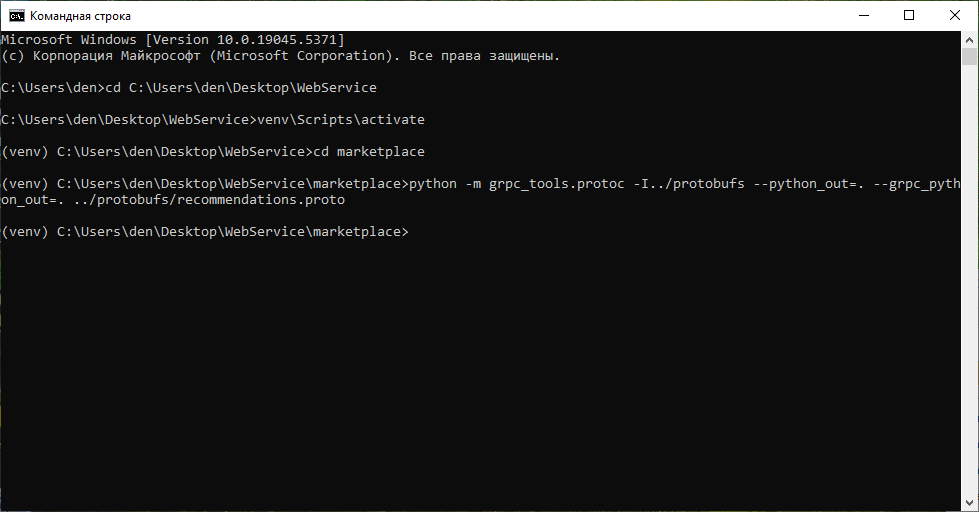 Командная строка
Microsoft Windows [Version 10.0.19045.5371]
(c) Корпорация Майкрософт (Microsoft Corporation). Все права защищены.
C:\Users\den>cd C:\Users\den\Desktop\WebService
C:\Users\den\Desktop\WebService>venv\Scripts\activate
(venv) C:\Users\den\Desktop\WebService>cd marketplace
(venv) C:\Users\den\Desktop\WebService\marketplace>python -m grpc_tools.protoc -I../protobufs --python_out=. --grpc_pyth
on_out=. ../protobufs/recommendations.proto
(venv) C:\Users\den\Desktop\WebService\marketplace>